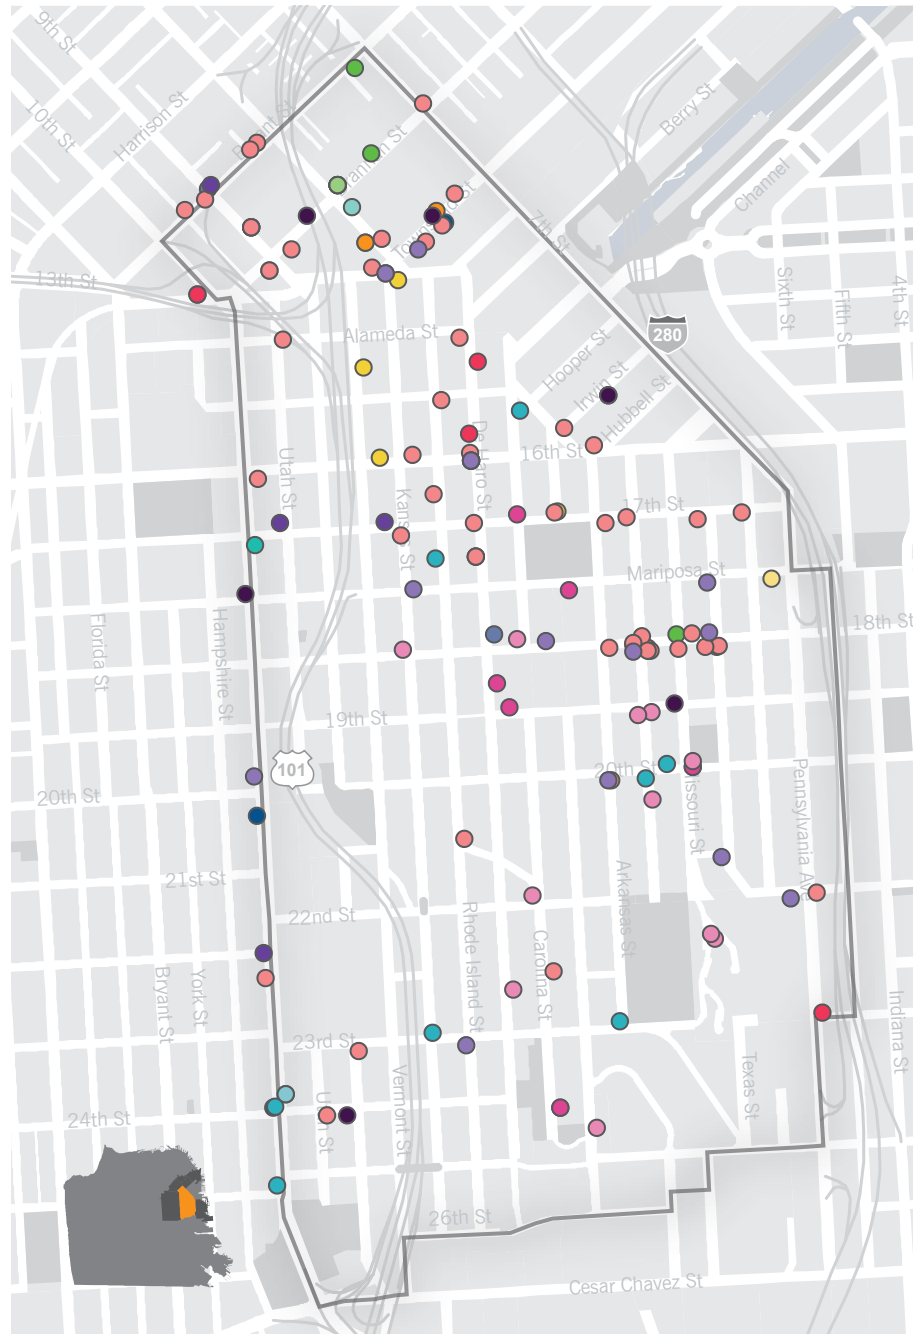 9th St
10th St
Harrison St
Berry St
Channel
7th St
13th St
Sixth St
Fifth St
4th St
Alameda St
280
Hooper St
Irwin St
Hubbell St
De Haro St
16th St
Utah St
Kansas St
17th St
Mariposa St
18th St
Florida St
Hampshire St
19th St
101
20th St
20th St
Missouri St
Pennsylvania Ave
21st St
Arkansas St
22nd St
Rhode Island St
Carolina St
York St
Bryant St
Indiana St
23rd St
Vermont St
Texas St
24th St
Utah St
26th St
Cesar Chavez St